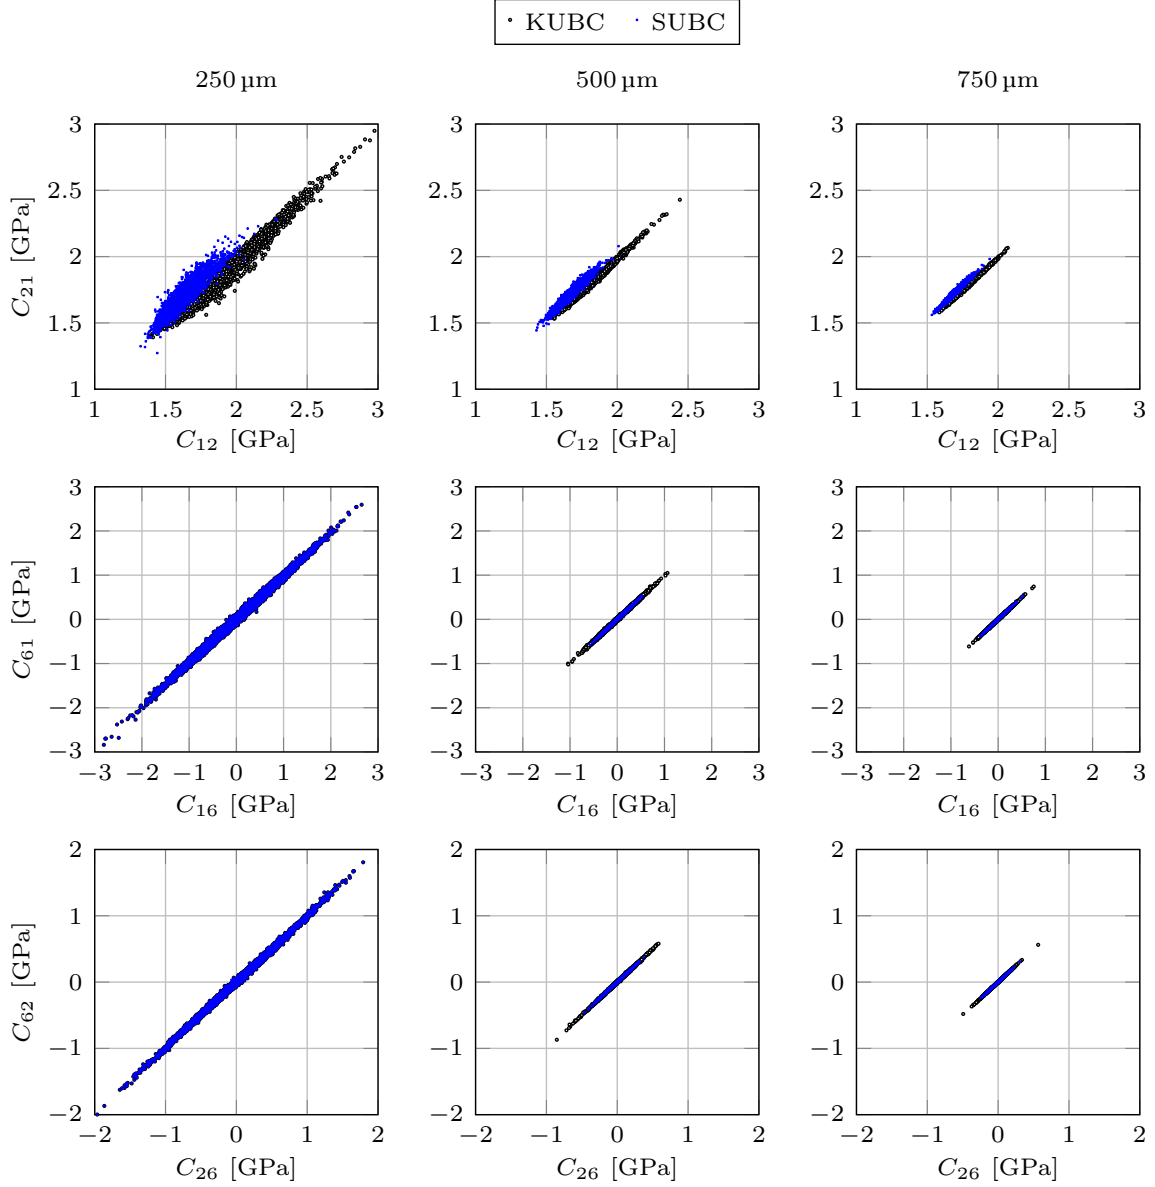 KUBC SUBC
250 µm 500 µm 750 µm
3 3 3
2.5 2.5 2.5
2 2 2
1.5 1.5 1.5
1 1 1
C21 [GPa]
1 1.5 2 2.5 3 1 1.5 2 2.5 3 1 1.5 2 2.5 3
C12 [GPa] C12 [GPa] C12 [GPa]
3 3 3
2 2 2
1 1 1
0 0 0
−1 −1 −1
−2 −2 −2
−3 −3 −3
C61 [GPa]
−3 −2 −1 0 1 2 3 −3 −2 −1 0 1 2 3 −3 −2 −1 0 1 2 3
C16 [GPa] C16 [GPa] C16 [GPa]
2 2 2
1 1 1
0 0 0
−1 −1 −1
−2 −2 −2
C62 [GPa]
−2 −1 0 1 2 −2 −1 0 1 2 −2 −1 0 1 2
C26 [GPa] C26 [GPa] C26 [GPa]